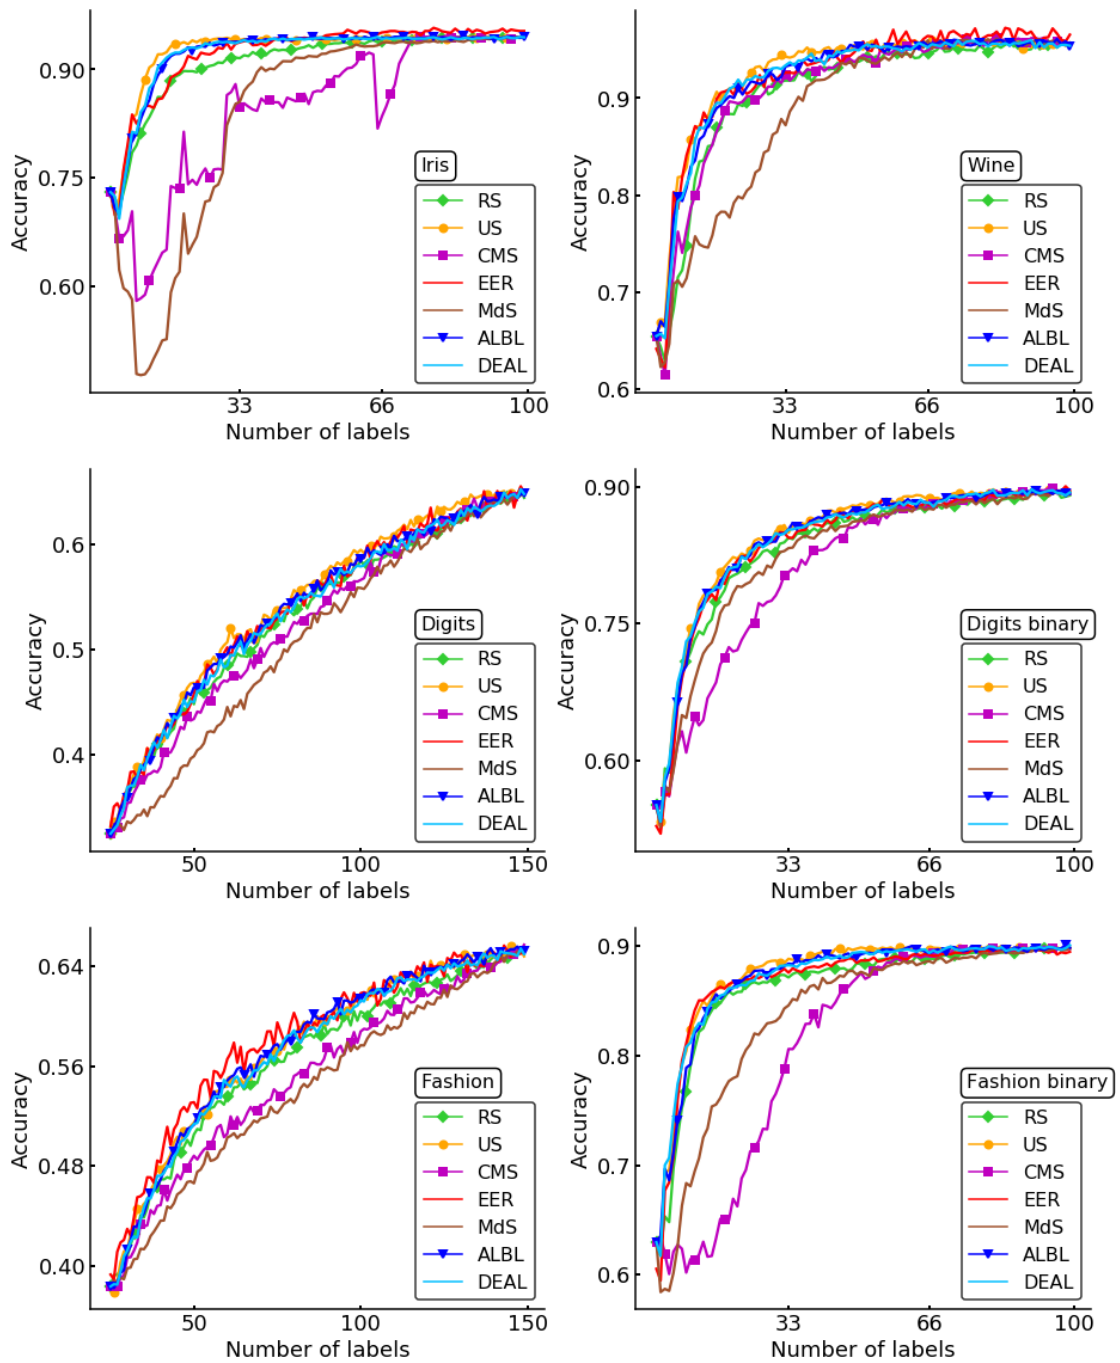 Accuracy
0.90
0.75
0.60
33
66
100
Number of labels
Iris
RS
US
CMS
EER
MdS
ALBL
DEAL
Accuracy
0.9
0.8
0.7
0.6
33
66
100
Number of labels
Wine
RS
US
CMS
EER
MdS
ALBL
DEAL
Accuracy
0.6
0.5
0.4
50
100
150
Number of labels
Digits
RS
US
CMS
EER
MdS
ALBL
DEAL
Accuracy
0.90
0.75
0.60
33
66
100
Number of labels
Digits binary
RS
US
CMS
EER
MdS
ALBL
DEAL
Accuracy
0.64
0.56
0.48
0.40
50
100
150
Number of labels
Fashion
RS
US
CMS
EER
MdS
ALBL
DEAL
Accuracy
0.9
0.8
0.7
0.6
33
66
100
Number of labels
Fashion binary
RS
US
CMS
EER
MdS
ALBL
DEAL